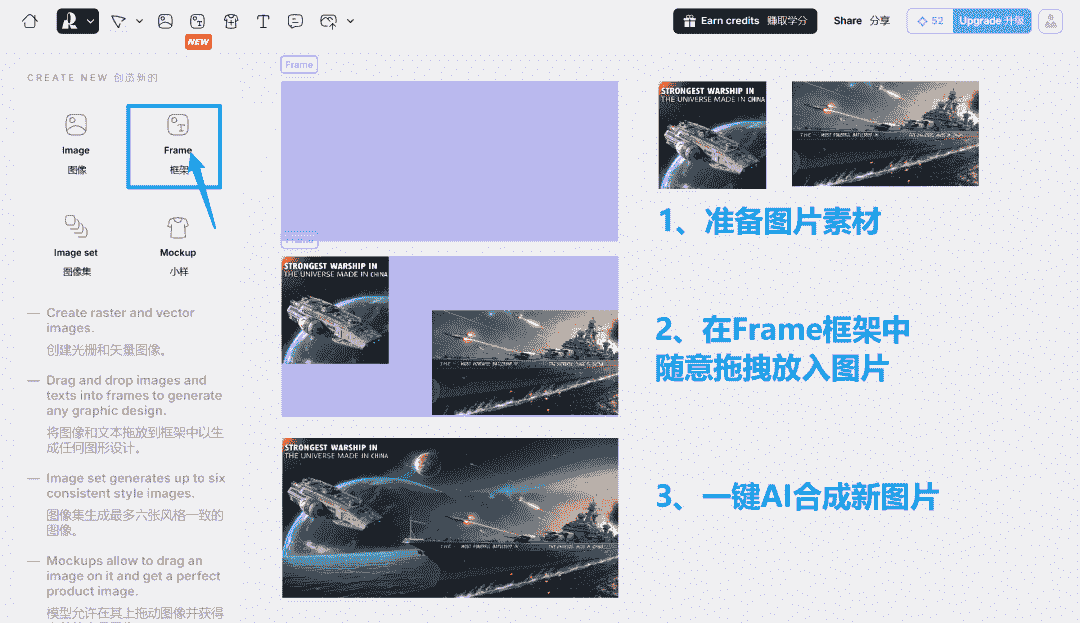 Earn credits 赚取学分
Share 分享
52
Upgrade 升级
NEW
CREATE NEW 创造新的
Image
图像
Frame
框架
Image set
图像集
Mockup
小样
— Create raster and vector
images.
创建光栅和矢量图像。
— Drag and drop images and
texts into frames to generate
any graphic design.
将图像和文本拖放到框架中以生
成任何图形设计。
— Image set generates up to six
consistent style images.
图像集生成最多六张风格一致的
图像。
— Mockups allow to drag an
image on it and get a perfect
product image.
模型允许在其上拖动图像并获得
Frame
STRONGEST WARSHIP IN
THE UNIVERSE MADE IN CHINA
1、准备图片素材
STRONGEST WARSHIP IN
THE UNIVERSE MADE IN CHINA
2、在Frame框架中
随意拖拽放入图片
STRONGEST WARSHIP IN
THE UNIVERSE MADE IN CHINA
3、一键AI合成新图片